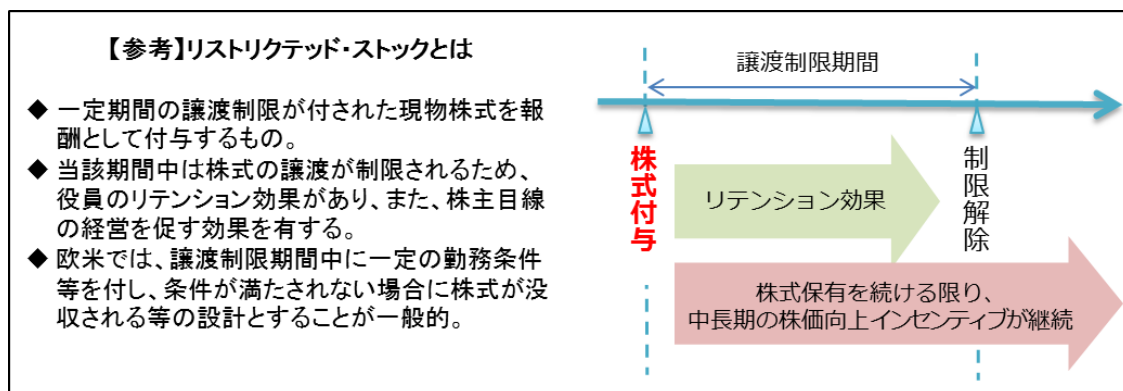 【参考】リストリクテッド・ストックとは
◆ 一定期間の譲渡制限が付された現物株式を報
酬として付与するもの。
◆ 当該期間中は株式の譲渡が制限されるため、
役員のリテンション効果があり、また、株主目線
の経営を促す効果を有する。
◆ 欧米では、譲渡制限期間中に一定の勤務条件
等を付し、条件が満たされない場合に株式が没
収される等の設計とすることが一般的。
譲渡制限期間
株式付与
リテンション効果
制限解除
株式保有を続ける限り、
中長期の株価向上インセンティブが継続